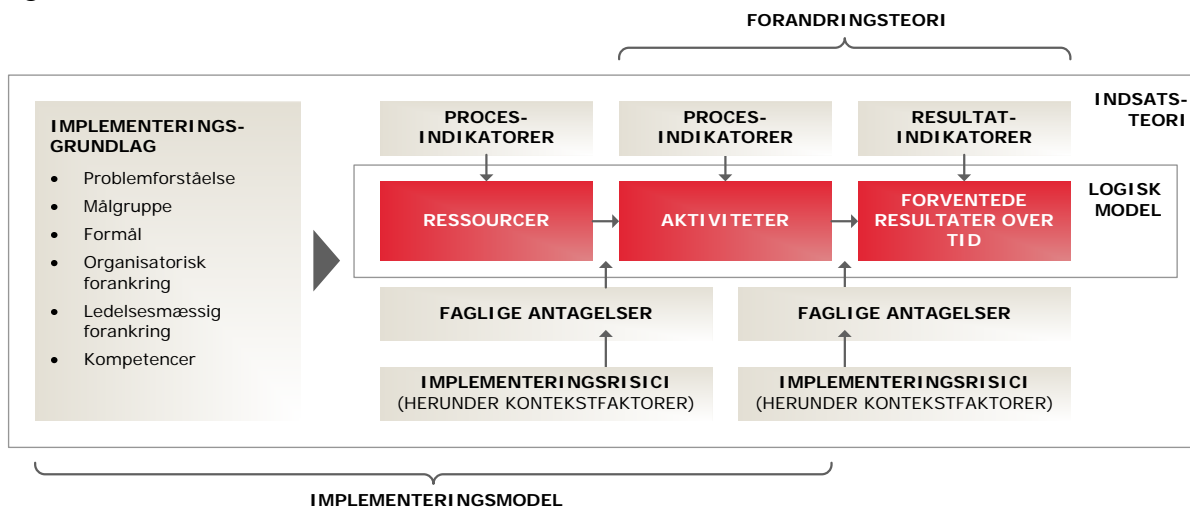 FORANDRINGSTEORI
INDSATS-
TEORI
IMPLEMENTERINGS-
GRUNDLAG
• Problemforståelse
• Målgruppe
• Formål
• Organisatorisk
forankring
• Ledelsesmæssig
forankring
• Kompetencer
PROCES-
INDIKATORER
PROCES-
INDIKATORER
RESULTAT-
INDIKATORER
LOGISK
MODEL
RESSOURCER
AKTIVITETER
FORVENTEDE
RESULTATER OVER
TID
FAGLIGE ANTAGELSER
FAGLIGE ANTAGELSER
IMPLEMENTERINGSRISICI
(HERUNDER KONTEKSTFAKTORER)
IMPLEMENTERINGSRISICI
(HERUNDER KONTEKSTFAKTORER)
IMPLEMENTERINGSMODEL